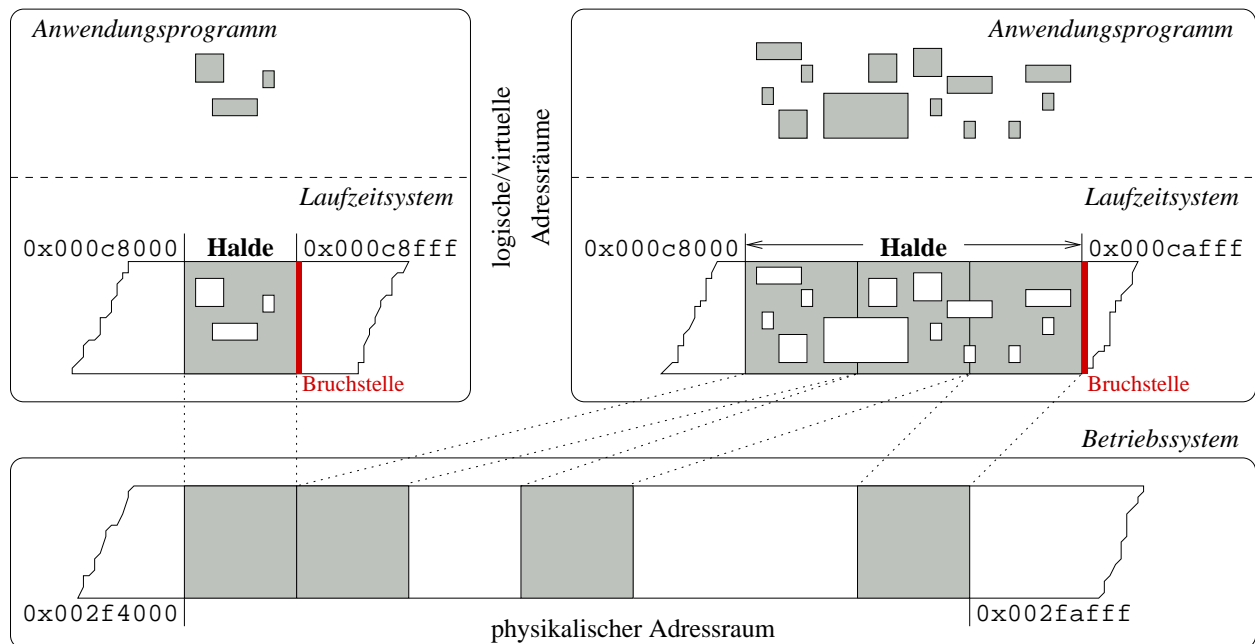 Anwendungsprogramm
Laufzeitsystem
0x000c8000
Halde
0x000c8fff
Bruchstelle
logische/virtuelle
Adressräume
Anwendungsprogramm
Laufzeitsystem
0x000c8000
Halde
0x000cafff
Bruchstelle
Betriebssystem
0x002f4000
physikalischer Adressraum
0x002fafff